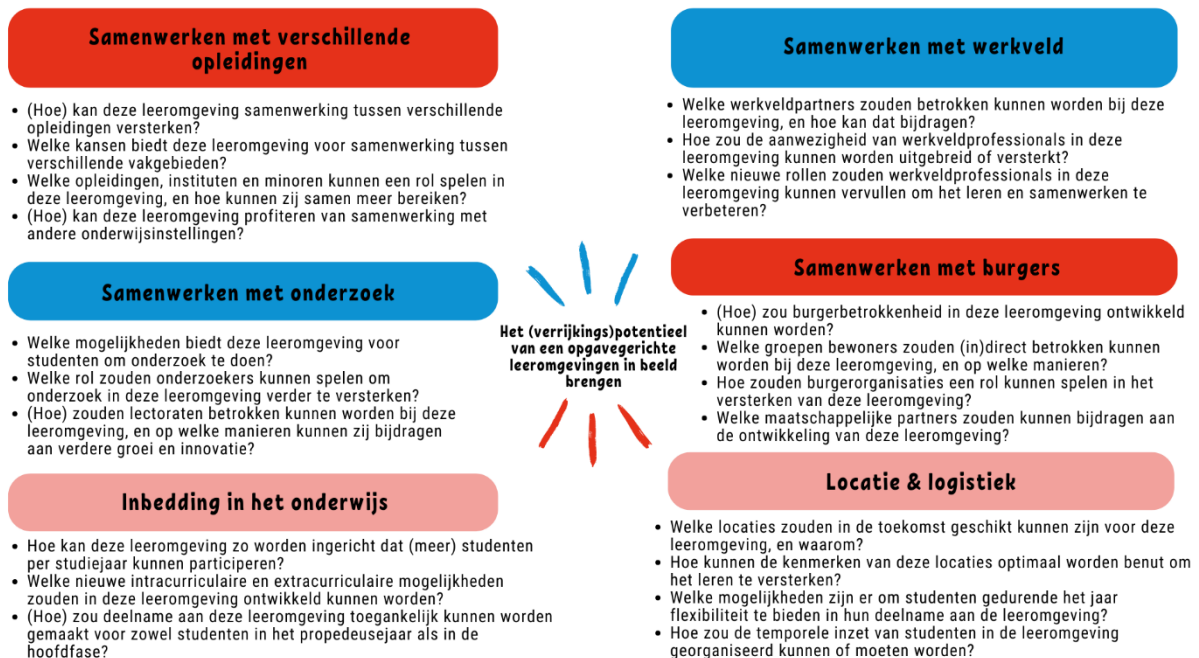 Samenwerken met verschillende
opleidingen
• (Hoe) kan deze leeromgeving samenwerking tussen verschillende
opleidingen versterken?
• Welke kansen biedt deze leeromgeving voor samenwerking tussen
verschillende vakgebieden?
• Welke opleidingen, instituten en minoren kunnen een rol spelen in
deze leeromgeving, en hoe kunnen zij samen meer bereiken?
• (Hoe) kan deze leeromgeving profiteren van samenwerking met
andere onderwijsinstellingen?
Samenwerken met onderzoek
• Welke mogelijkheden biedt deze leeromgeving voor
studenten om onderzoek te doen?
• Welke rol zouden onderzoekers kunnen spelen om
onderzoek in deze leeromgeving verder te versterken?
• (Hoe) zouden lectoraten betrokken kunnen worden bij deze
leeromgeving, en op welke manieren kunnen zij bijdragen
aan verdere groei en innovatie?
Inbedding in het onderwijs
• Hoe kan deze leeromgeving zo worden ingericht dat (meer) studenten
per studiejaar kunnen participeren?
• Welke nieuwe intracurriculaire en extracurriculaire mogelijkheden
zouden in deze leeromgeving ontwikkeld kunnen worden?
• (Hoe) zou deelname aan deze leeromgeving toegankelijk kunnen worden
gemaakt voor zowel studenten in het propedeusejaar als in de
hoofdfase?
Het (verrijkings)potentieel
van een opgavegerichte
leeromgevingen in beeld
brengen
Samenwerken met werkveld
• Welke werkveldpartners zouden betrokken kunnen worden bij deze
leeromgeving, en hoe kan dat bijdragen?
• Hoe zou de aanwezigheid van werkveldprofessionals in deze
leeromgeving kunnen worden uitgebreid of versterkt?
• Welke nieuwe rollen zouden werkveldprofessionals in deze
leeromgeving kunnen vervullen om het leren en samenwerken te
verbeteren?
Samenwerken met burgers
• (Hoe) zou burgerbetrokkenheid in deze leeromgeving ontwikkeld
kunnen worden?
• Welke groepen bewoners zouden (in)direct betrokken kunnen
worden bij deze leeromgeving, en op welke manieren?
• Hoe zouden burgerorganisaties een rol kunnen spelen in het
versterken van deze leeromgeving?
• Welke maatschappelijke partners zouden kunnen bijdragen aan
de ontwikkeling van deze leeromgeving?
Locatie & logistiek
• Welke locaties zouden in de toekomst geschikt kunnen zijn voor deze
leeromgeving, en waarom?
• Hoe kunnen de kenmerken van deze locaties optimaal worden benut om
het leren te versterken?
• Welke mogelijkheden zijn er om studenten gedurende het jaar
flexibiliteit te bieden in hun deelname aan de leeromgeving?
• Hoe zou de temporele inzet van studenten in de leeromgeving
georganiseerd kunnen of moeten worden?